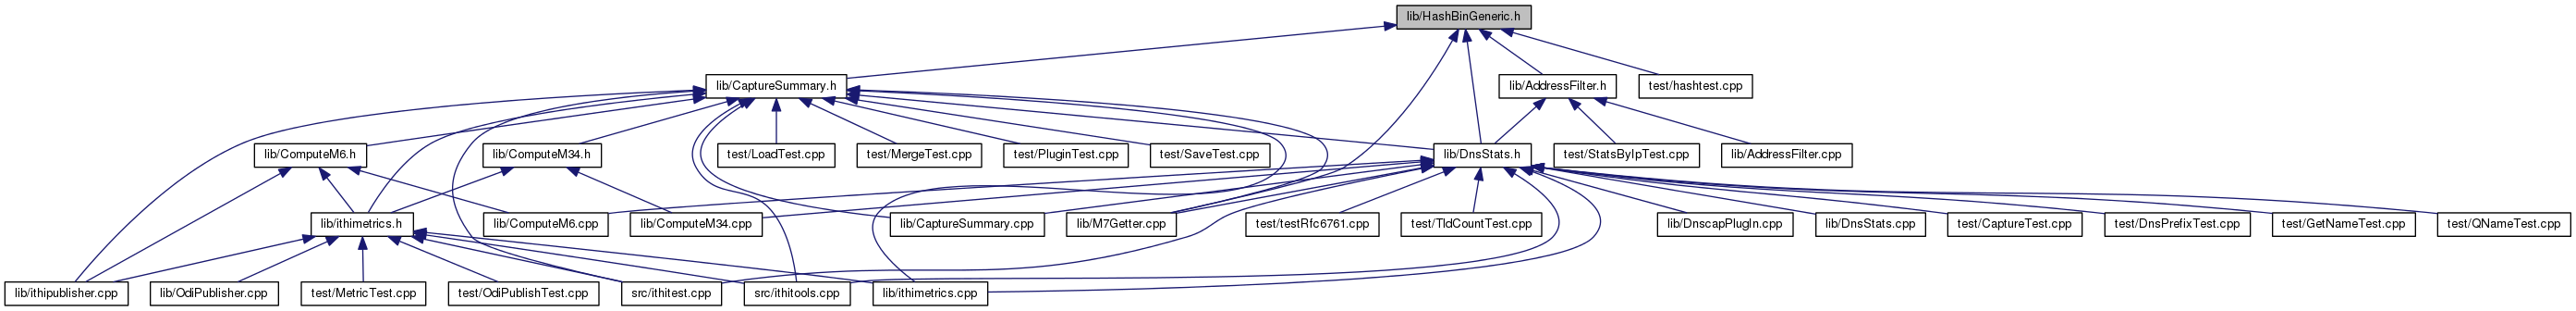 lib/HashBinGeneric.h
lib/CaptureSummary.h
lib/AddressFilter.h
test/hashtest.cpp
lib/ComputeM6.h
lib/ComputeM34.h
test/LoadTest.cpp
test/MergeTest.cpp
test/PluginTest.cpp
test/SaveTest.cpp
lib/DnsStats.h
test/StatsByIpTest.cpp
lib/AddressFilter.cpp
lib/ithimetrics.h
lib/ComputeM6.cpp
lib/ComputeM34.cpp
lib/CaptureSummary.cpp
lib/M7Getter.cpp
test/testRfc6761.cpp
test/TldCountTest.cpp
lib/DnscapPlugIn.cpp
lib/DnsStats.cpp
test/CaptureTest.cpp
test/DnsPrefixTest.cpp
test/GetNameTest.cpp
test/QNameTest.cpp
lib/ithipublisher.cpp
lib/OdiPublisher.cpp
test/MetricTest.cpp
test/OdiPublishTest.cpp
src/ithitest.cpp
src/ithitools.cpp
lib/ithimetrics.cpp